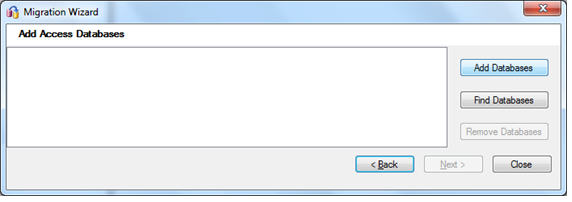 Migration Wizard
Add Access Databases
Add Databases
Find Databases
Remove Databases
< Back
Next >
Close